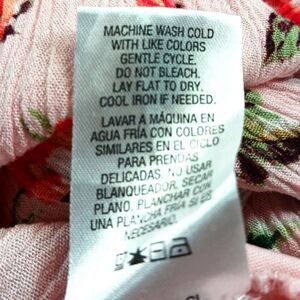 MACHINE WASH COLD
WITH LIKE COLORS
GENTLE CYCLE.
DO NOT BLEACH.
LAY FLAT TO DRY.
COOL IRON IF NEEDED.
LAVAR A MÁQUINA EN
AGUA FRÍA CON COLORES
SIMILARES EN EL CICLO
PARA PRENDAS
DELICADAS. NO USAR
BLANQUEADOR. SECAR
PLANO. PLANCHAR CON
UNA PLANCHA FRÍA SI ES
NECESARIO.